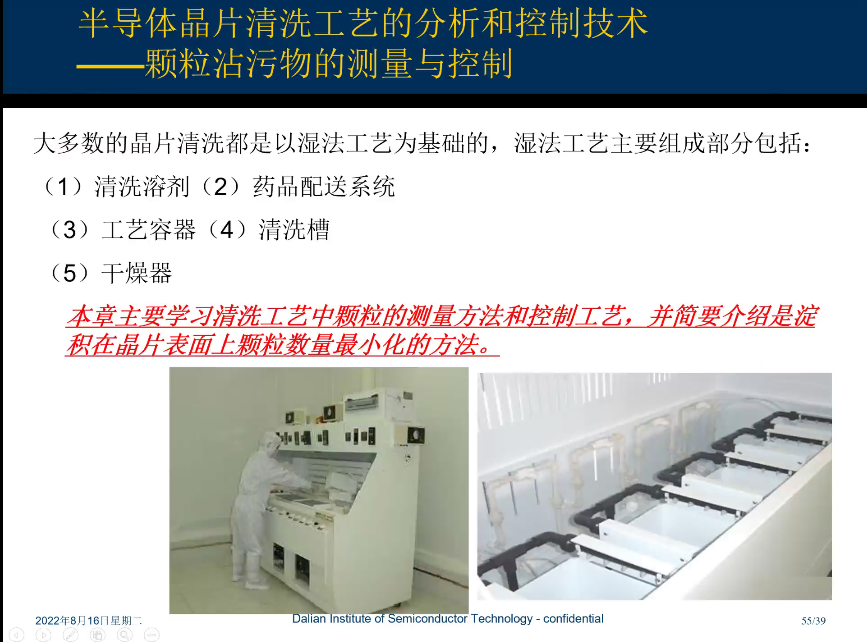 半导体晶片清洗工艺的分析和控制技术
——颗粒沾污物的测量与控制
大多数的晶片清洗都是以湿法工艺为基础的，湿法工艺主要组成部分包括：
（1）清洗溶剂（2）药品配送系统
（3）工艺容器（4）清洗槽
（5）干燥器
本章主要学习清洗工艺中颗粒的测量方法和控制工艺，并简要介绍是淀
积在晶片表面上颗粒数量最小化的方法。
2022年8月16日星期二
Dalian Institute of Semiconductor Technology - confidential
55/39